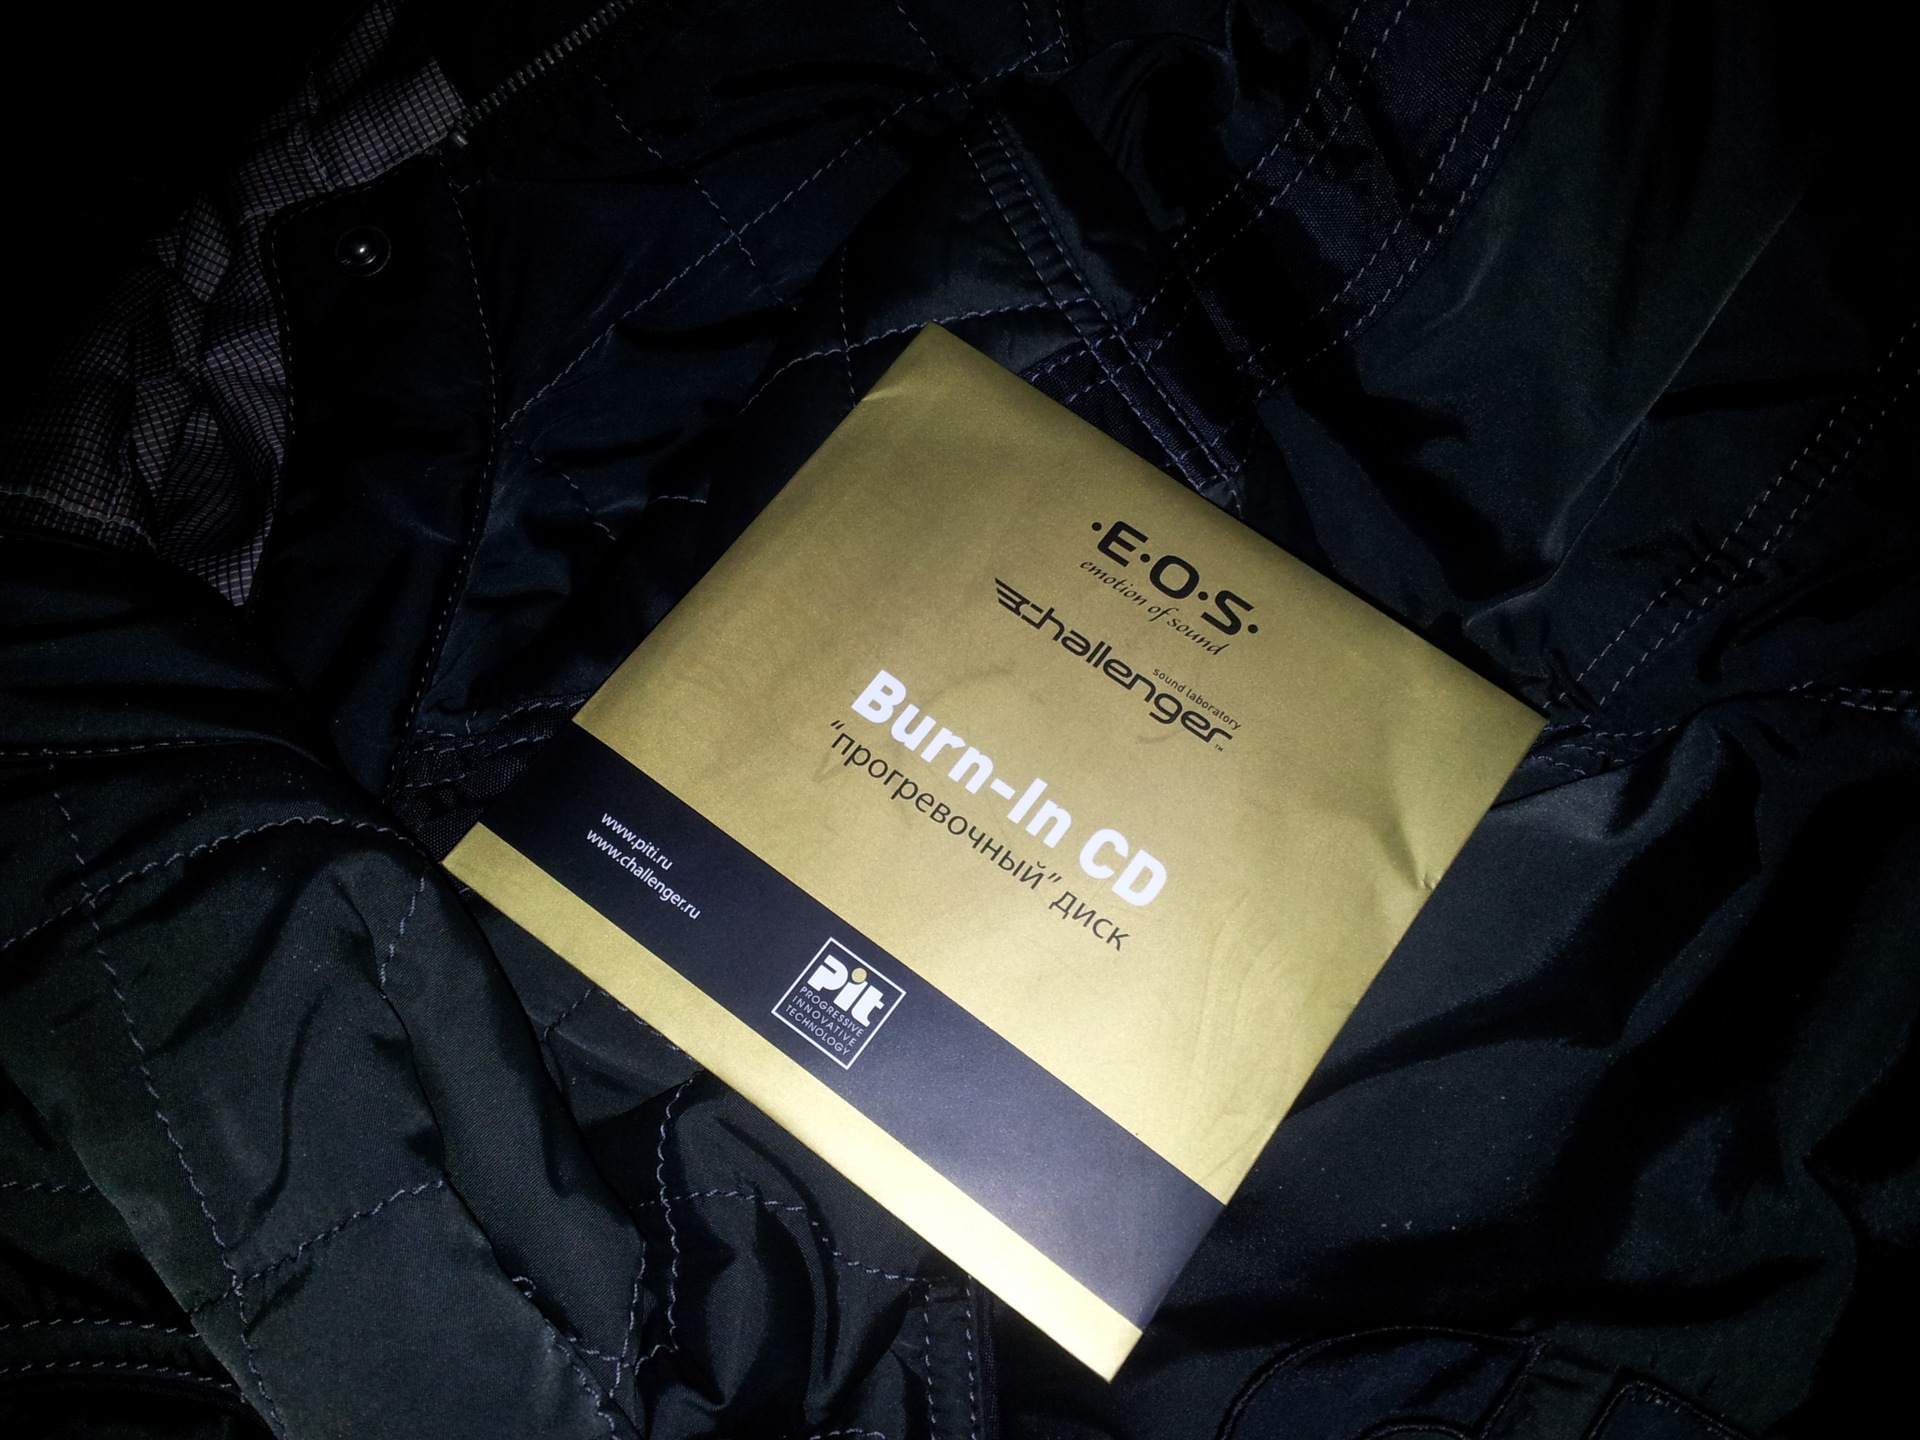 ·E·O·S·
emotion of sound
challenger
sound laboratory
TM
Burn-In CD
"прогревочный" диск
www.piti.ru
www.challenger.ru
Pit
PROGRESSIVE
INNOVATIVE
TECHNOLOGY